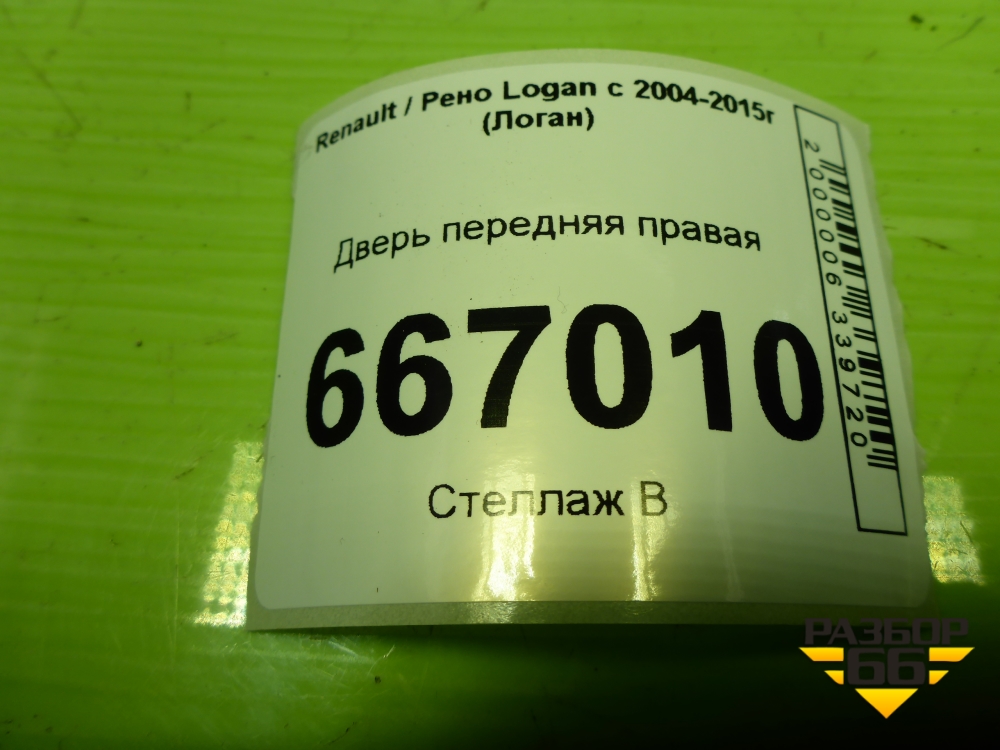 Renault / Рено Logan с 2004-2015г
(Логан)
Дверь передняя правая
667010
Стеллаж В
2000006339720
РАЗБОР
66